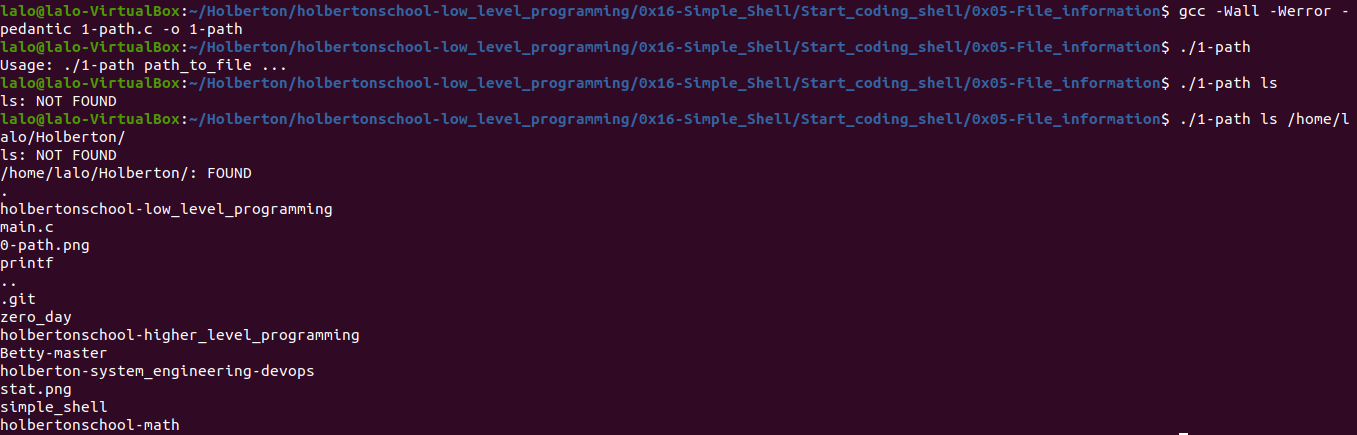 lalo@lalo-VirtualBox:~/Holberton/holbertonschool-low_level_programming/0x16-Simple_Shell/Start_coding_shell/0x05-File_information$ gcc -Wall -Werror -
pedantic 1-path.c -o 1-path
lalo@lalo-VirtualBox:~/Holberton/holbertonschool-low_level_programming/0x16-Simple_Shell/Start_coding_shell/0x05-File_information$ ./1-path
Usage: ./1-path path_to_file ...
lalo@lalo-VirtualBox:~/Holberton/holbertonschool-low_level_programming/0x16-Simple_Shell/Start_coding_shell/0x05-File_information$ ./1-path ls
ls: NOT FOUND
lalo@lalo-VirtualBox:~/Holberton/holbertonschool-low_level_programming/0x16-Simple_Shell/Start_coding_shell/0x05-File_information$ ./1-path ls /home/l
alo/Holberton/
ls: NOT FOUND
/home/lalo/Holberton/: FOUND
.
holbertonschool-low_level_programming
main.c
0-path.png
printf
..
.git
zero_day
holbertonschool-higher_level_programming
Betty-master
holberton-system_engineering-devops
stat.png
simple_shell
holbertonschool-math